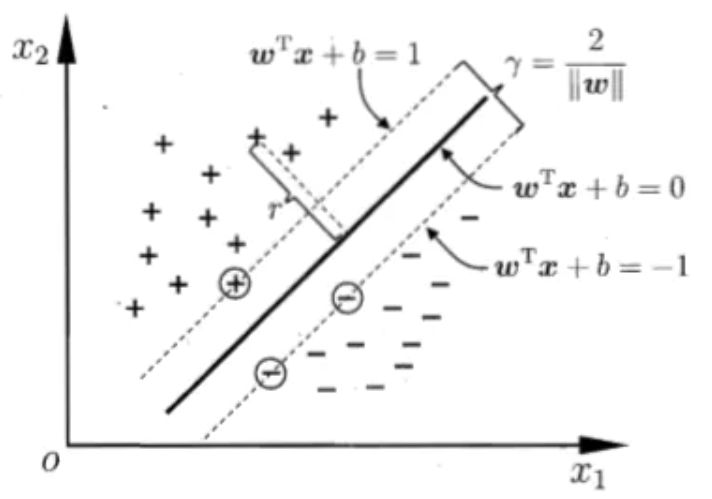 x₂
wᵀx + b = 1
γ = 2 / ||w||
r
wᵀx + b = 0
wᵀx + b = −1
O
x₁